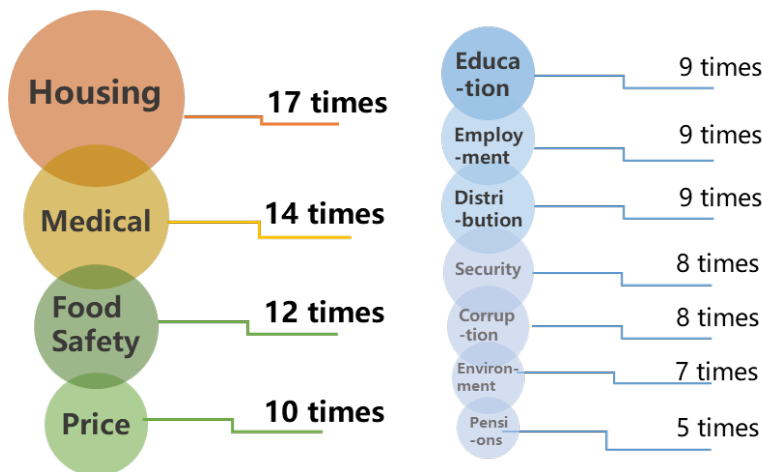 Housing
17 times
Medical
14 times
Food
Safety
12 times
Price
10 times
Educa
-tion
9 times
Employ
-ment
9 times
Distri
-bution
9 times
Security
8 times
Corrup
-tion
8 times
Environ-
ment
7 times
Pensi
-ons
5 times